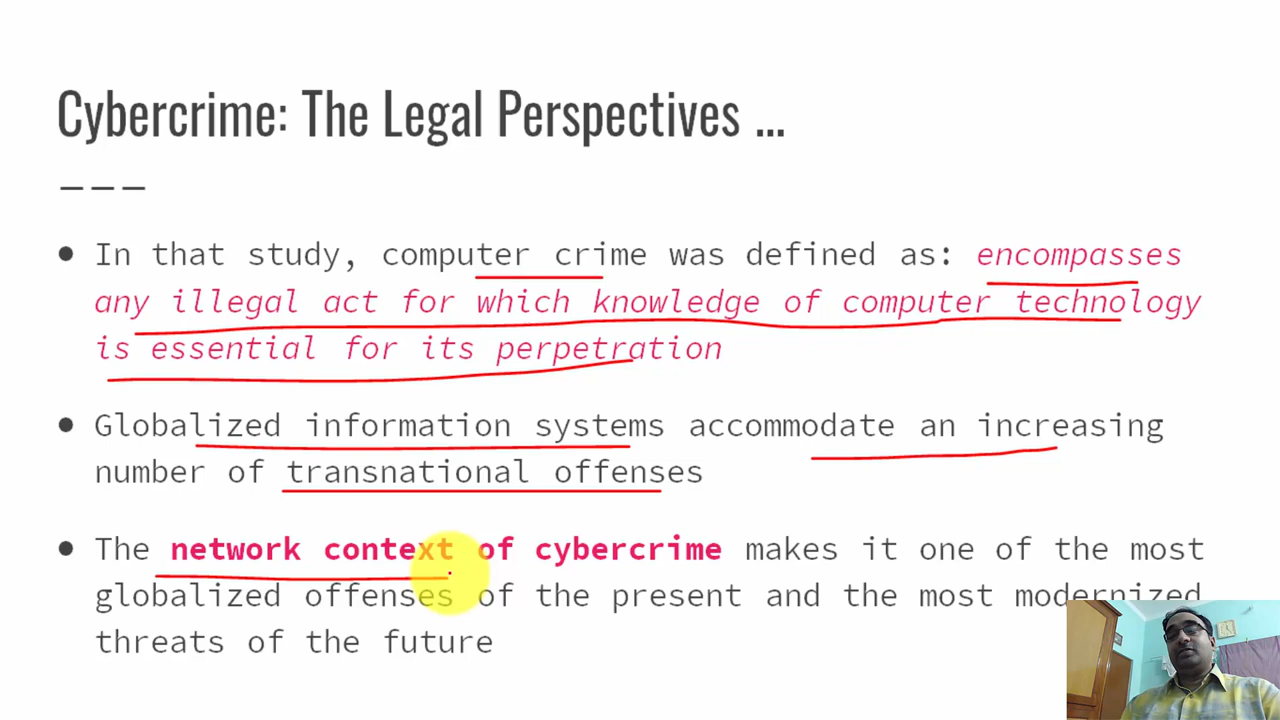 Cybercrime: The Legal Perspectives ...
● In that study, computer crime was defined as: encompasses
any illegal act for which knowledge of computer technology
is essential for its perpetration
● Globalized information systems accommodate an increasing
number of transnational offenses
● The network context of cybercrime makes it one of the most
globalized offenses of the present and the most modernized
threats of the future